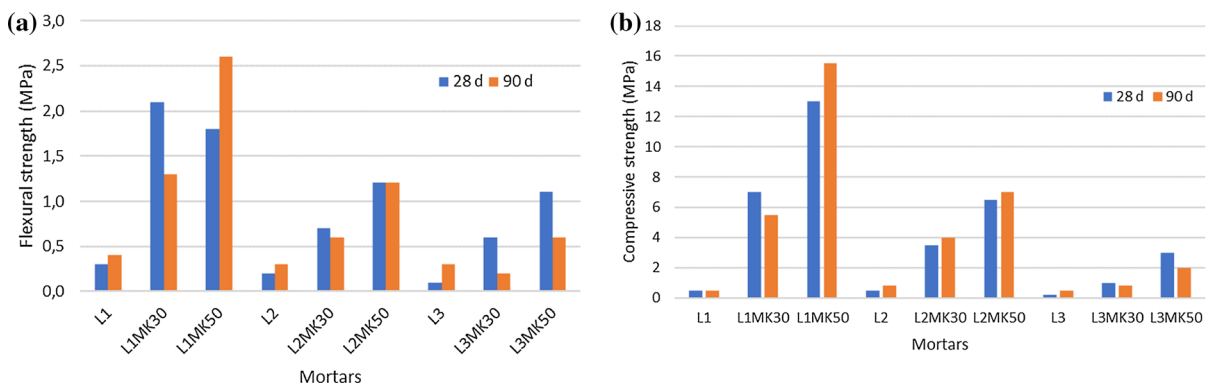 (a)
Flexural strength (MPa)
3,0
2,5
2,0
1,5
1,0
0,5
0,0
28 d
90 d
L1
L1MK30
L1MK50
L2
L2MK30
L2MK50
L3
L3MK30
L3MK50
Mortars
(b)
Compressive strength (MPa)
18
16
14
12
10
8
6
4
2
0
28 d
90 d
L1
L1MK30
L1MK50
L2
L2MK30
L2MK50
L3
L3MK30
L3MK50
Mortars